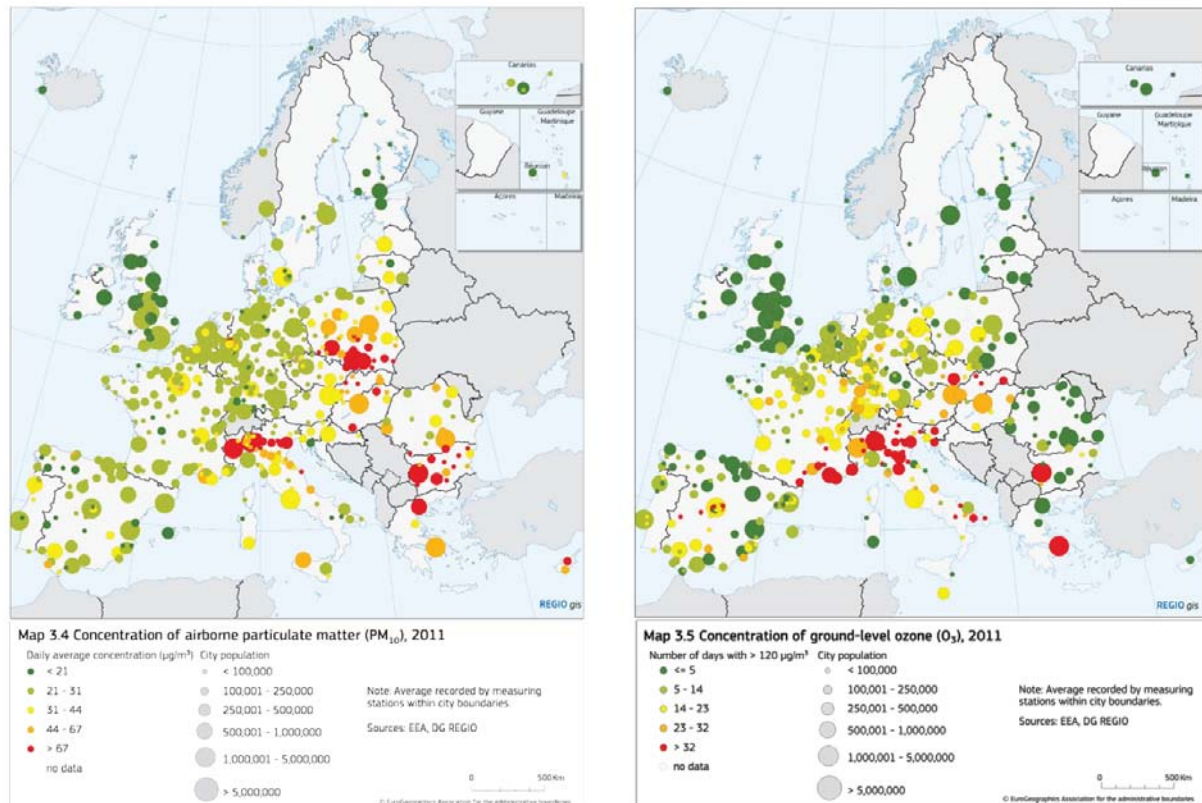 Canarias
Guyane
Guadeloupe
Martinique
Réunion
Açores
Madeira
REGIO gis
Map 3.4 Concentration of airborne particulate matter (PM₁₀), 2011
Daily average concentration (µg/m³)
< 21
21 - 31
31 - 44
44 - 67
> 67
no data
City population
< 100,000
100,001 - 250,000
250,001 - 500,000
500,001 - 1,000,000
1,000,001 - 5,000,000
> 5,000,000
Note: Average recorded by measuring
stations within city boundaries.
Sources: EEA, DG REGIO
0 500 Km
© EuroGeographics Association for the administrative boundaries
Canarias
Guyane
Guadeloupe
Martinique
Réunion
Açores
Madeira
REGIO gis
Map 3.5 Concentration of ground-level ozone (O₃), 2011
Number of days with > 120 µg/m³
<= 5
5 - 14
14 - 23
23 - 32
> 32
no data
City population
< 100,000
100,001 - 250,000
250,001 - 500,000
500,001 - 1,000,000
1,000,001 - 5,000,000
> 5,000,000
Note: Average recorded by measuring
stations within city boundaries.
Sources: EEA, DG REGIO
0 500 Km
© EuroGeographics Association for the administrative boundaries